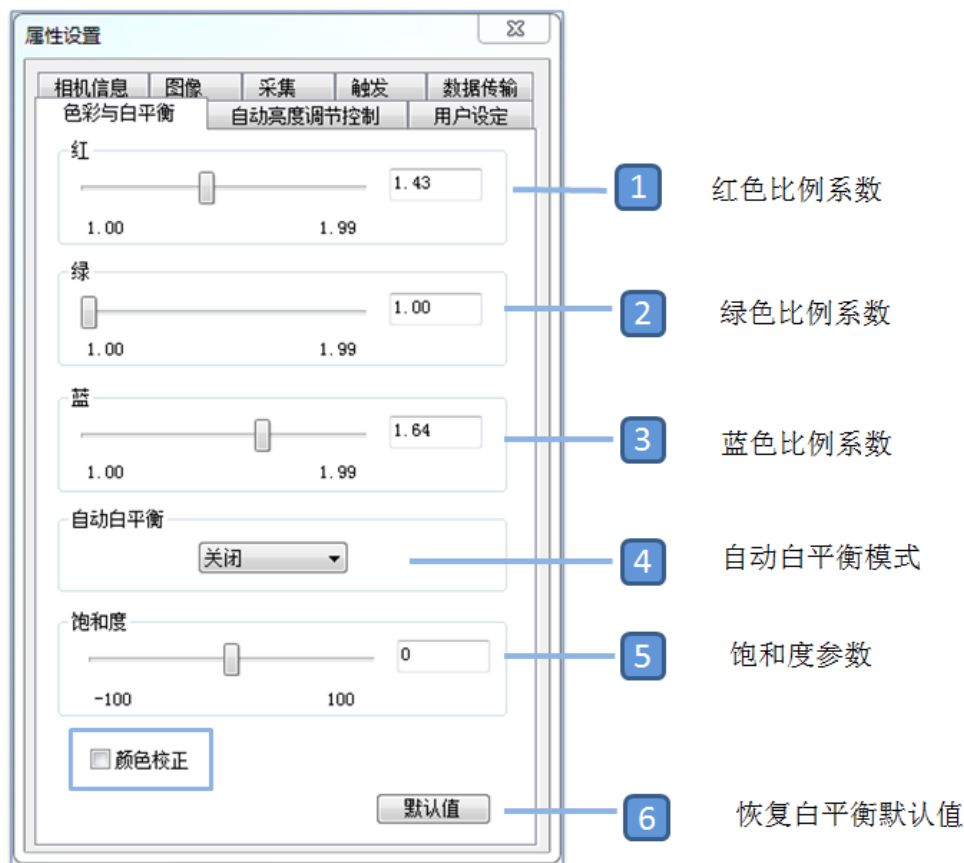 属性设置
相机信息 图像 采集 触发 数据传输
色彩与白平衡 自动亮度调节控制 用户设定
红
1.43
1.00 1.99
1 红色比例系数
绿
1.00
1.00 1.99
2 绿色比例系数
蓝
1.64
1.00 1.99
3 蓝色比例系数
自动白平衡
关闭
4 自动白平衡模式
饱和度
0
-100 100
5 饱和度参数
颜色校正
默认值
6 恢复白平衡默认值